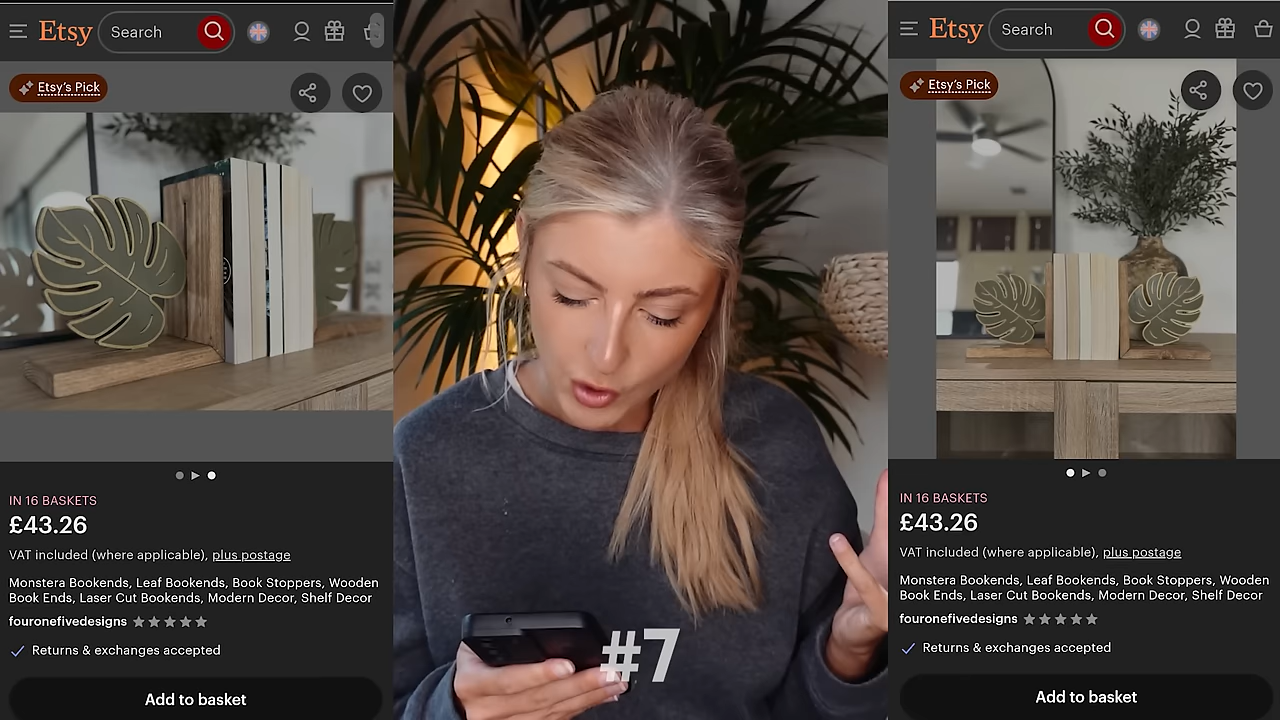 Etsy
Search
Etsy's Pick
IN 16 BASKETS
£43.26
VAT included (where applicable), plus postage
Monstera Bookends, Leaf Bookends, Book Stoppers, Wooden
Book Ends, Laser Cut Bookends, Modern Decor, Shelf Decor
fouronefivedesigns
Returns & exchanges accepted
Add to basket
#7
Etsy
Search
Etsy's Pick
IN 16 BASKETS
£43.26
VAT included (where applicable), plus postage
Monstera Bookends, Leaf Bookends, Book Stoppers, Wooden
Book Ends, Laser Cut Bookends, Modern Decor, Shelf Decor
fouronefivedesigns
Returns & exchanges accepted
Add to basket